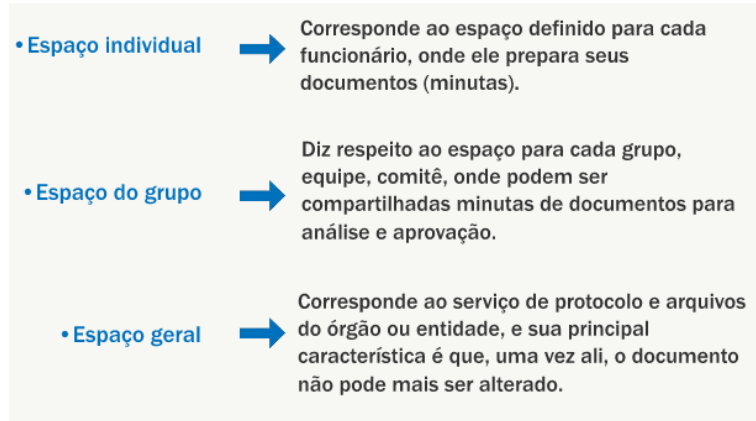 • Espaço individual
Corresponde ao espaço definido para cada
funcionário, onde ele prepara seus
documentos (minutas).
• Espaço do grupo
Diz respeito ao espaço para cada grupo,
equipe, comitê, onde podem ser
compartilhadas minutas de documentos para
análise e aprovação.
• Espaço geral
Corresponde ao serviço de protocolo e arquivos
do órgão ou entidade, e sua principal
característica é que, uma vez ali, o documento
não pode mais ser alterado.